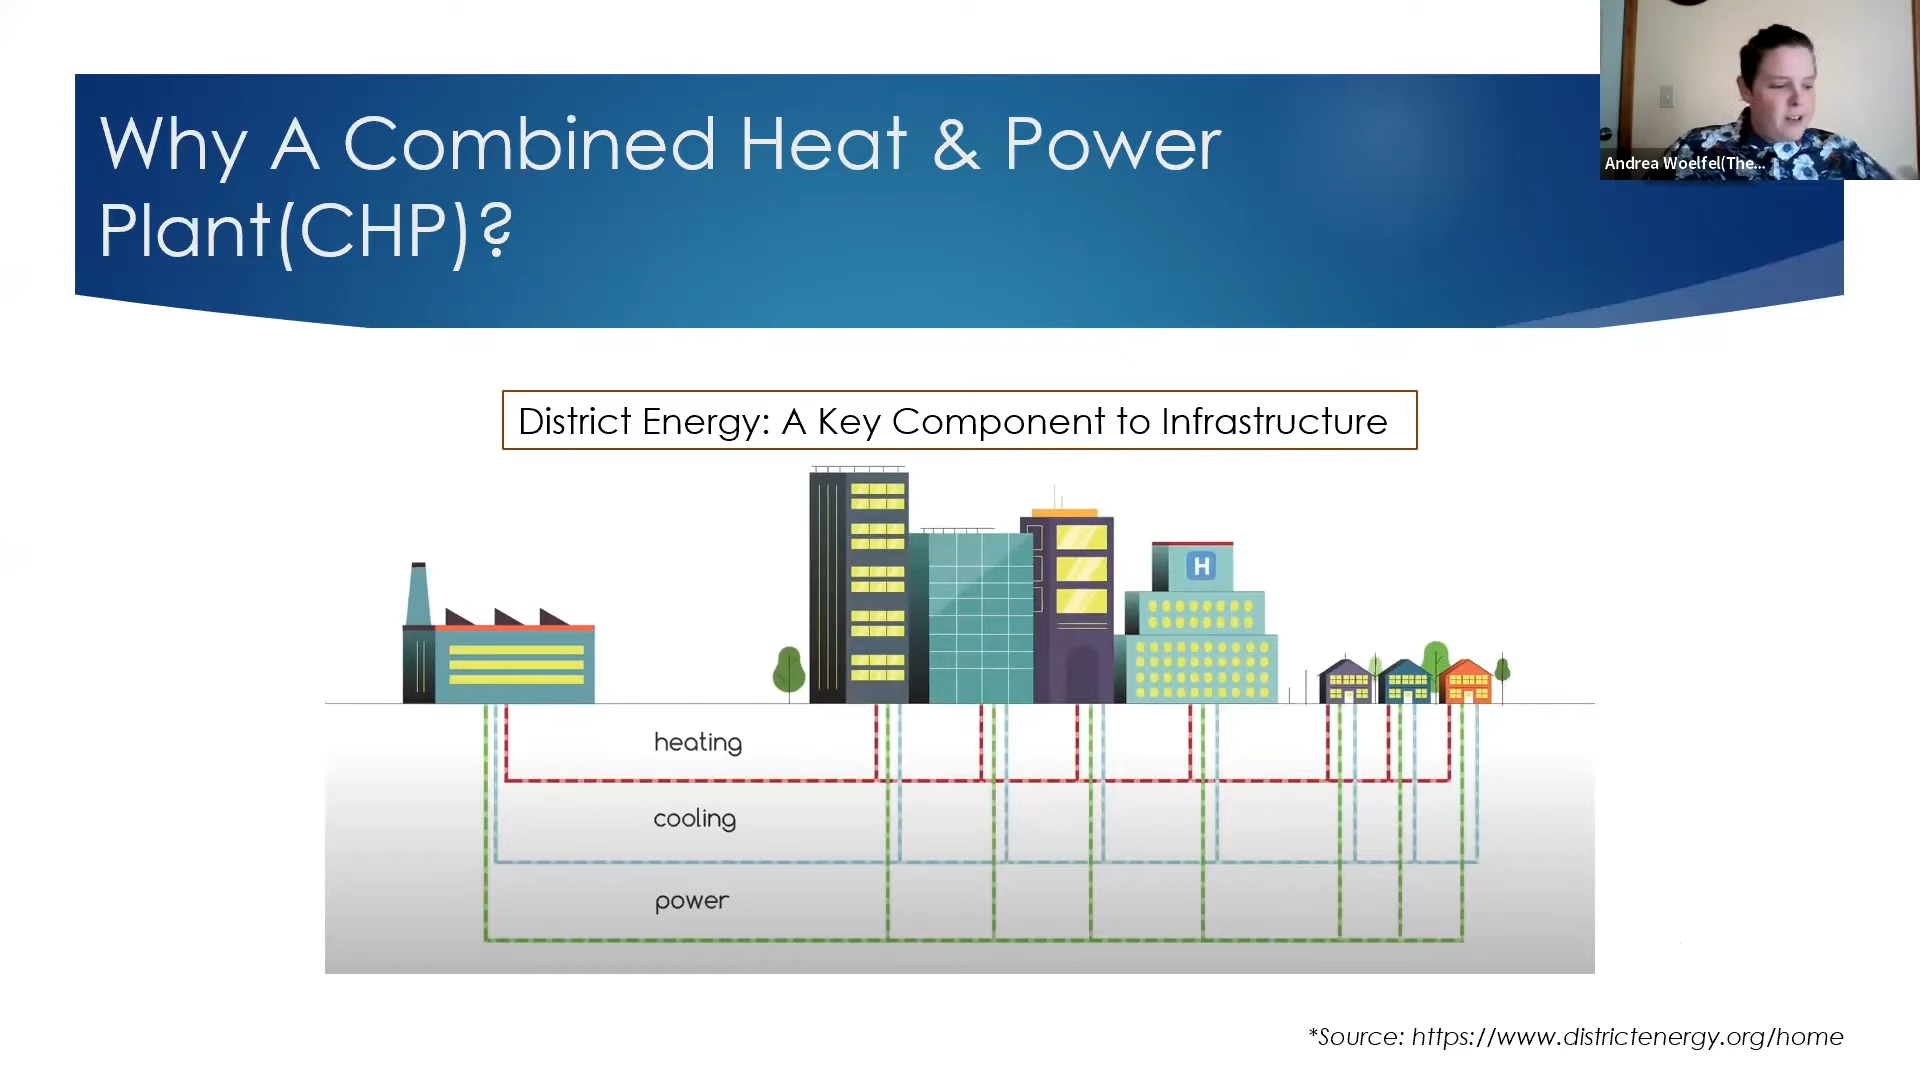 Why A Combined Heat & Power
Plant(CHP)?
Andrea Woelfel(The...
District Energy: A Key Component to Infrastructure
H
heating
cooling
power
*Source: https://www.districtenergy.org/home